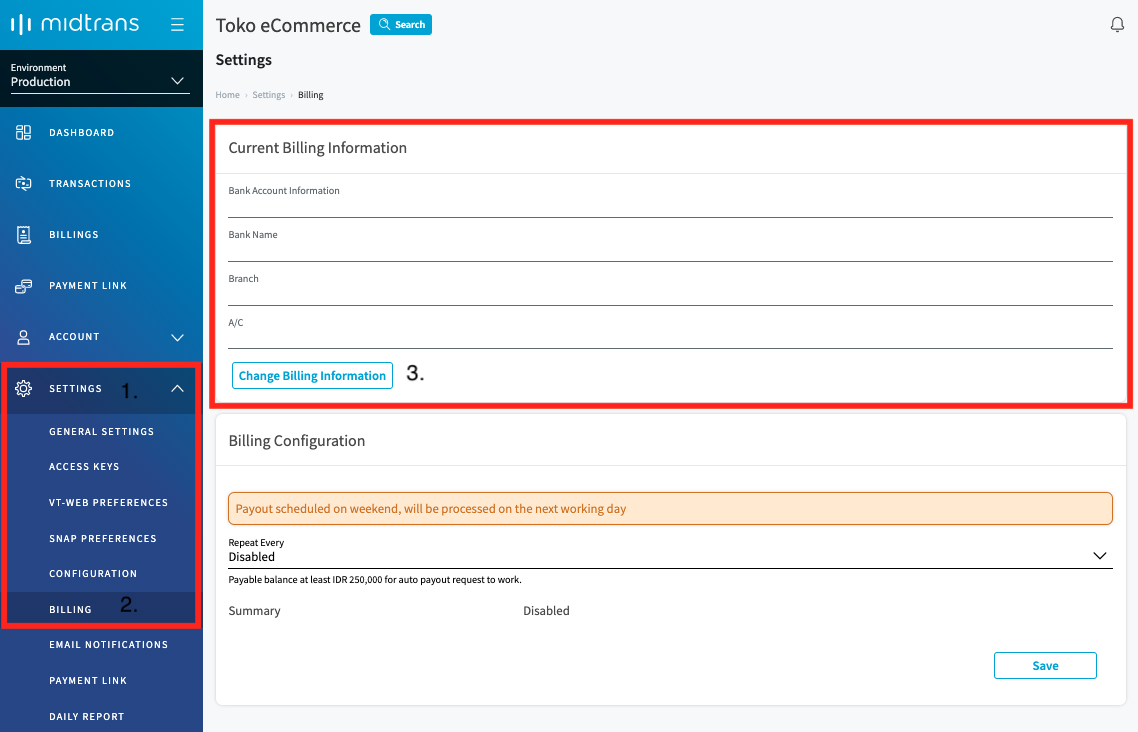 midtrans
Environment
Production
DASHBOARD
TRANSACTIONS
BILLINGS
PAYMENT LINK
ACCOUNT
SETTINGS 1.
GENERAL SETTINGS
ACCESS KEYS
VT-WEB PREFERENCES
SNAP PREFERENCES
CONFIGURATION
BILLING 2.
EMAIL NOTIFICATIONS
PAYMENT LINK
DAILY REPORT
Toko eCommerce Search
Settings
Home › Settings › Billing
Current Billing Information
Bank Account Information
Bank Name
Branch
A/C
Change Billing Information 3.
Billing Configuration
Payout scheduled on weekend, will be processed on the next working day
Repeat Every
Disabled
Payable balance at least IDR 250,000 for auto payout request to work.
Summary Disabled
Save